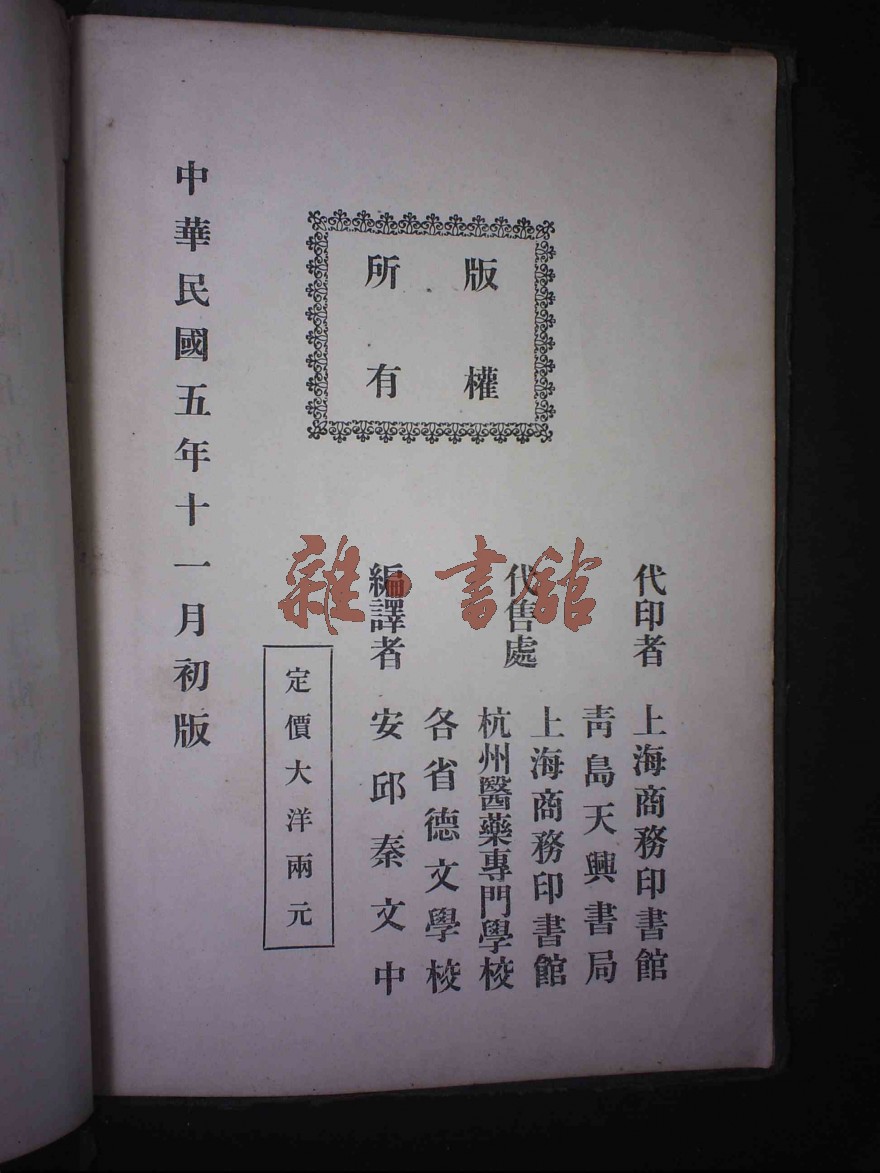 版權
所有
代印者 上海商務印書館
青島天興書局
代售處 上海商務印書館
杭州醫藥專門學校
各省德文學校
編譯者 安邱秦文中
定價大洋兩元
中華民國五年十一月初版
雜·書館